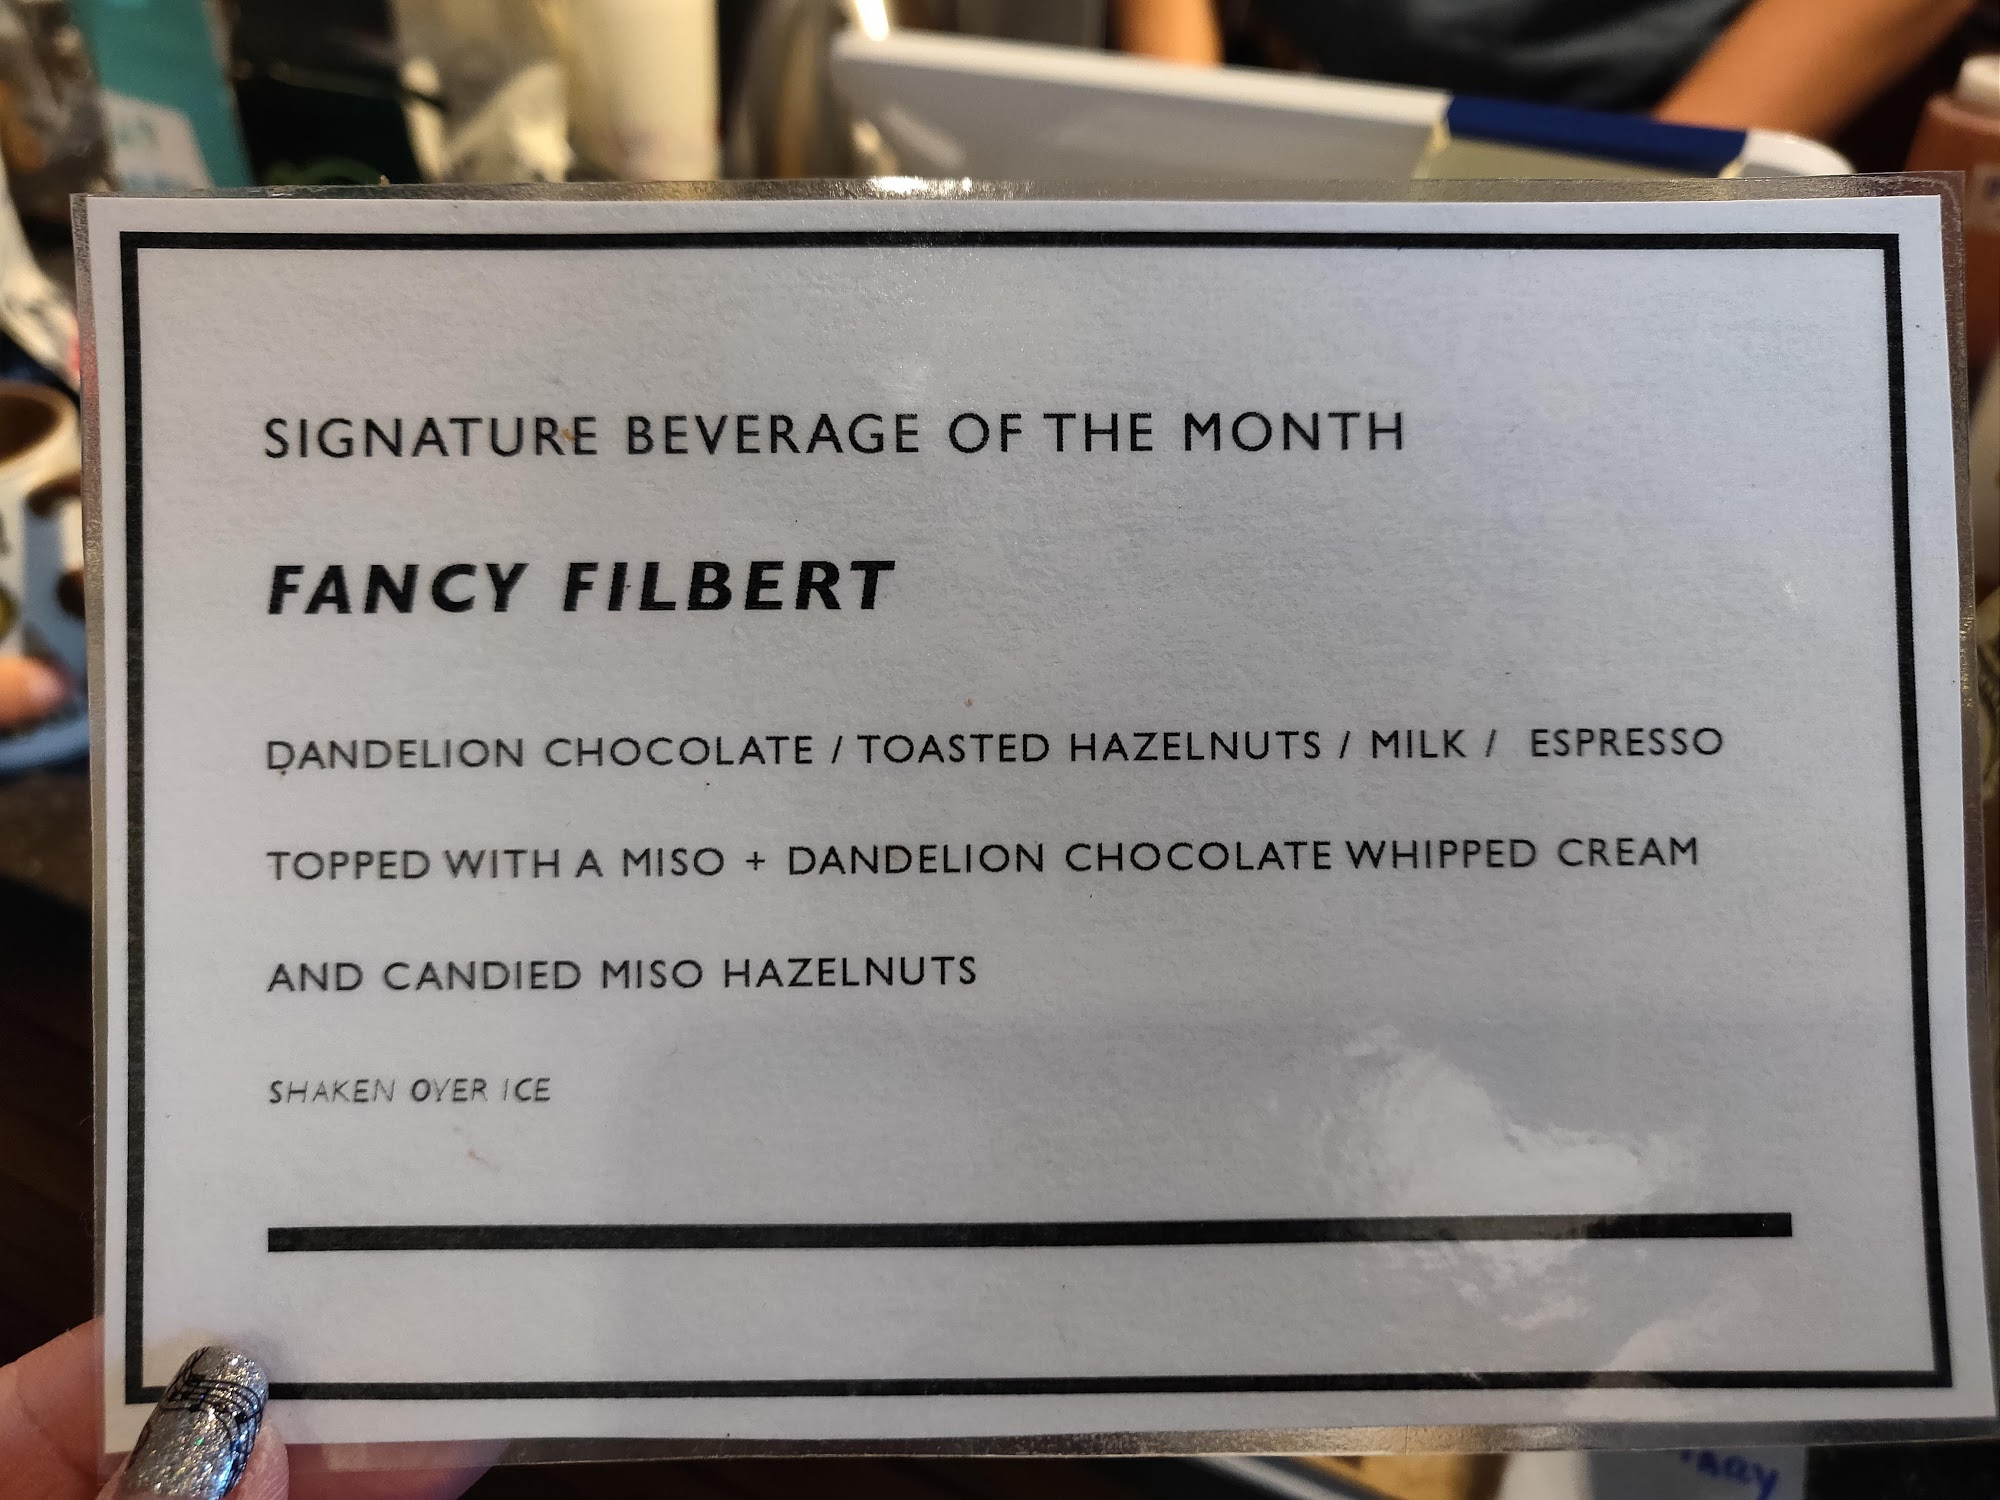 SIGNATURE BEVERAGE OF THE MONTH
FANCY FILBERT
DANDELION CHOCOLATE / TOASTED HAZELNUTS / MILK / ESPRESSO
TOPPED WITH A MISO + DANDELION CHOCOLATE WHIPPED CREAM
AND CANDIED MISO HAZELNUTS
SHAKEN OVER ICE